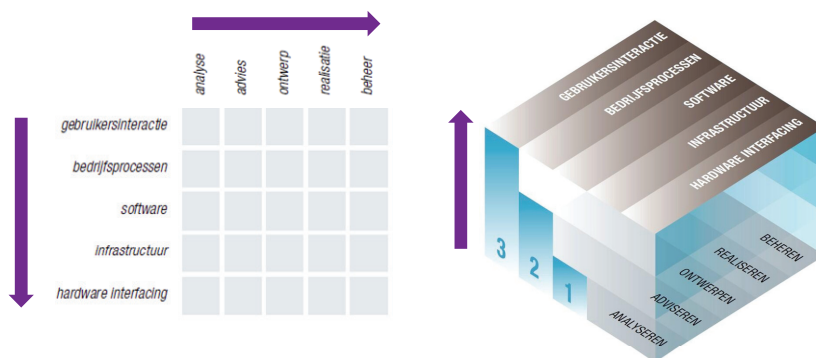 analyse
advies
ontwerp
realisatie
beheer
gebruikersinteractie
bedrijfsprocessen
software
infrastructuur
hardware interfacing
GEBRUIKERSINTERACTIE
BEDRIJFSPROCESSEN
SOFTWARE
INFRASTRUCTUUR
HARDWARE INTERFACING
3
2
1
ANALYSEREN
ADVISEREN
ONTWERPEN
REALISEREN
BEHEREN